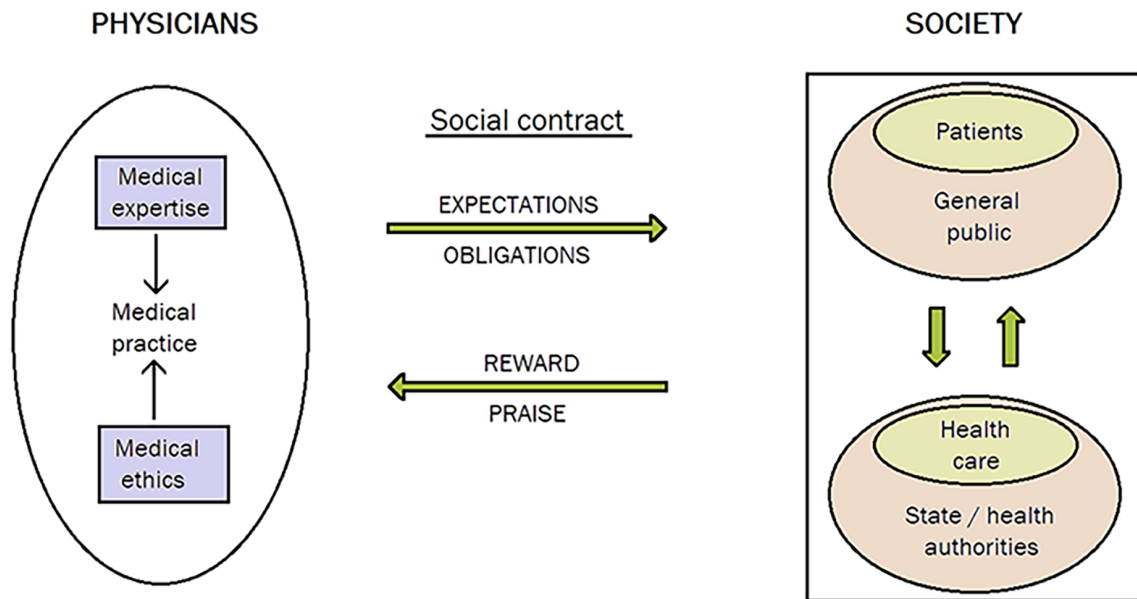 PHYSICIANS
SOCIETY
Social contract
Medical
expertise
Medical
practice
Medical
ethics
EXPECTATIONS
OBLIGATIONS
REWARD
PRAISE
Patients
General
public
Health
care
State / health
authorities